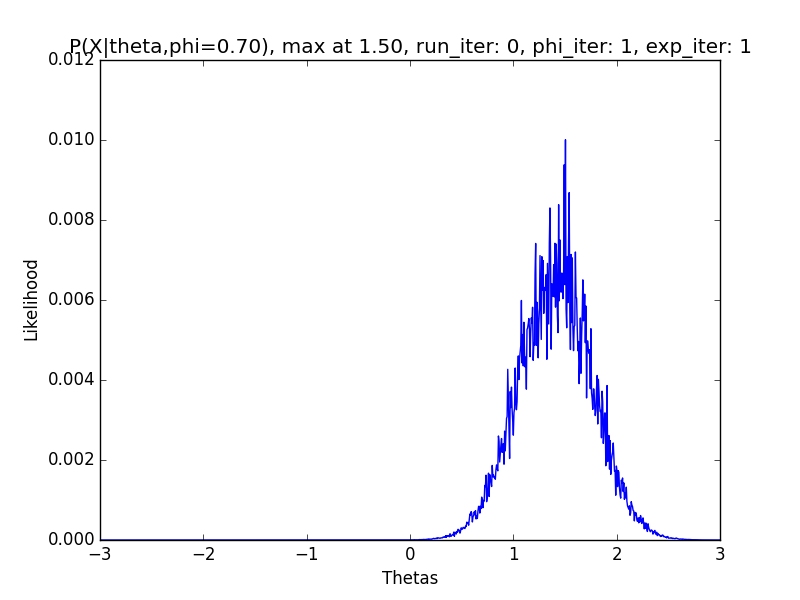 P(X|theta,phi=0.70), max at 1.50, run_iter: 0, phi_iter: 1, exp_iter: 1
0.012
0.010
0.008
0.006
0.004
0.002
0.000
Likelihood
−3 −2 −1 0 1 2 3
Thetas